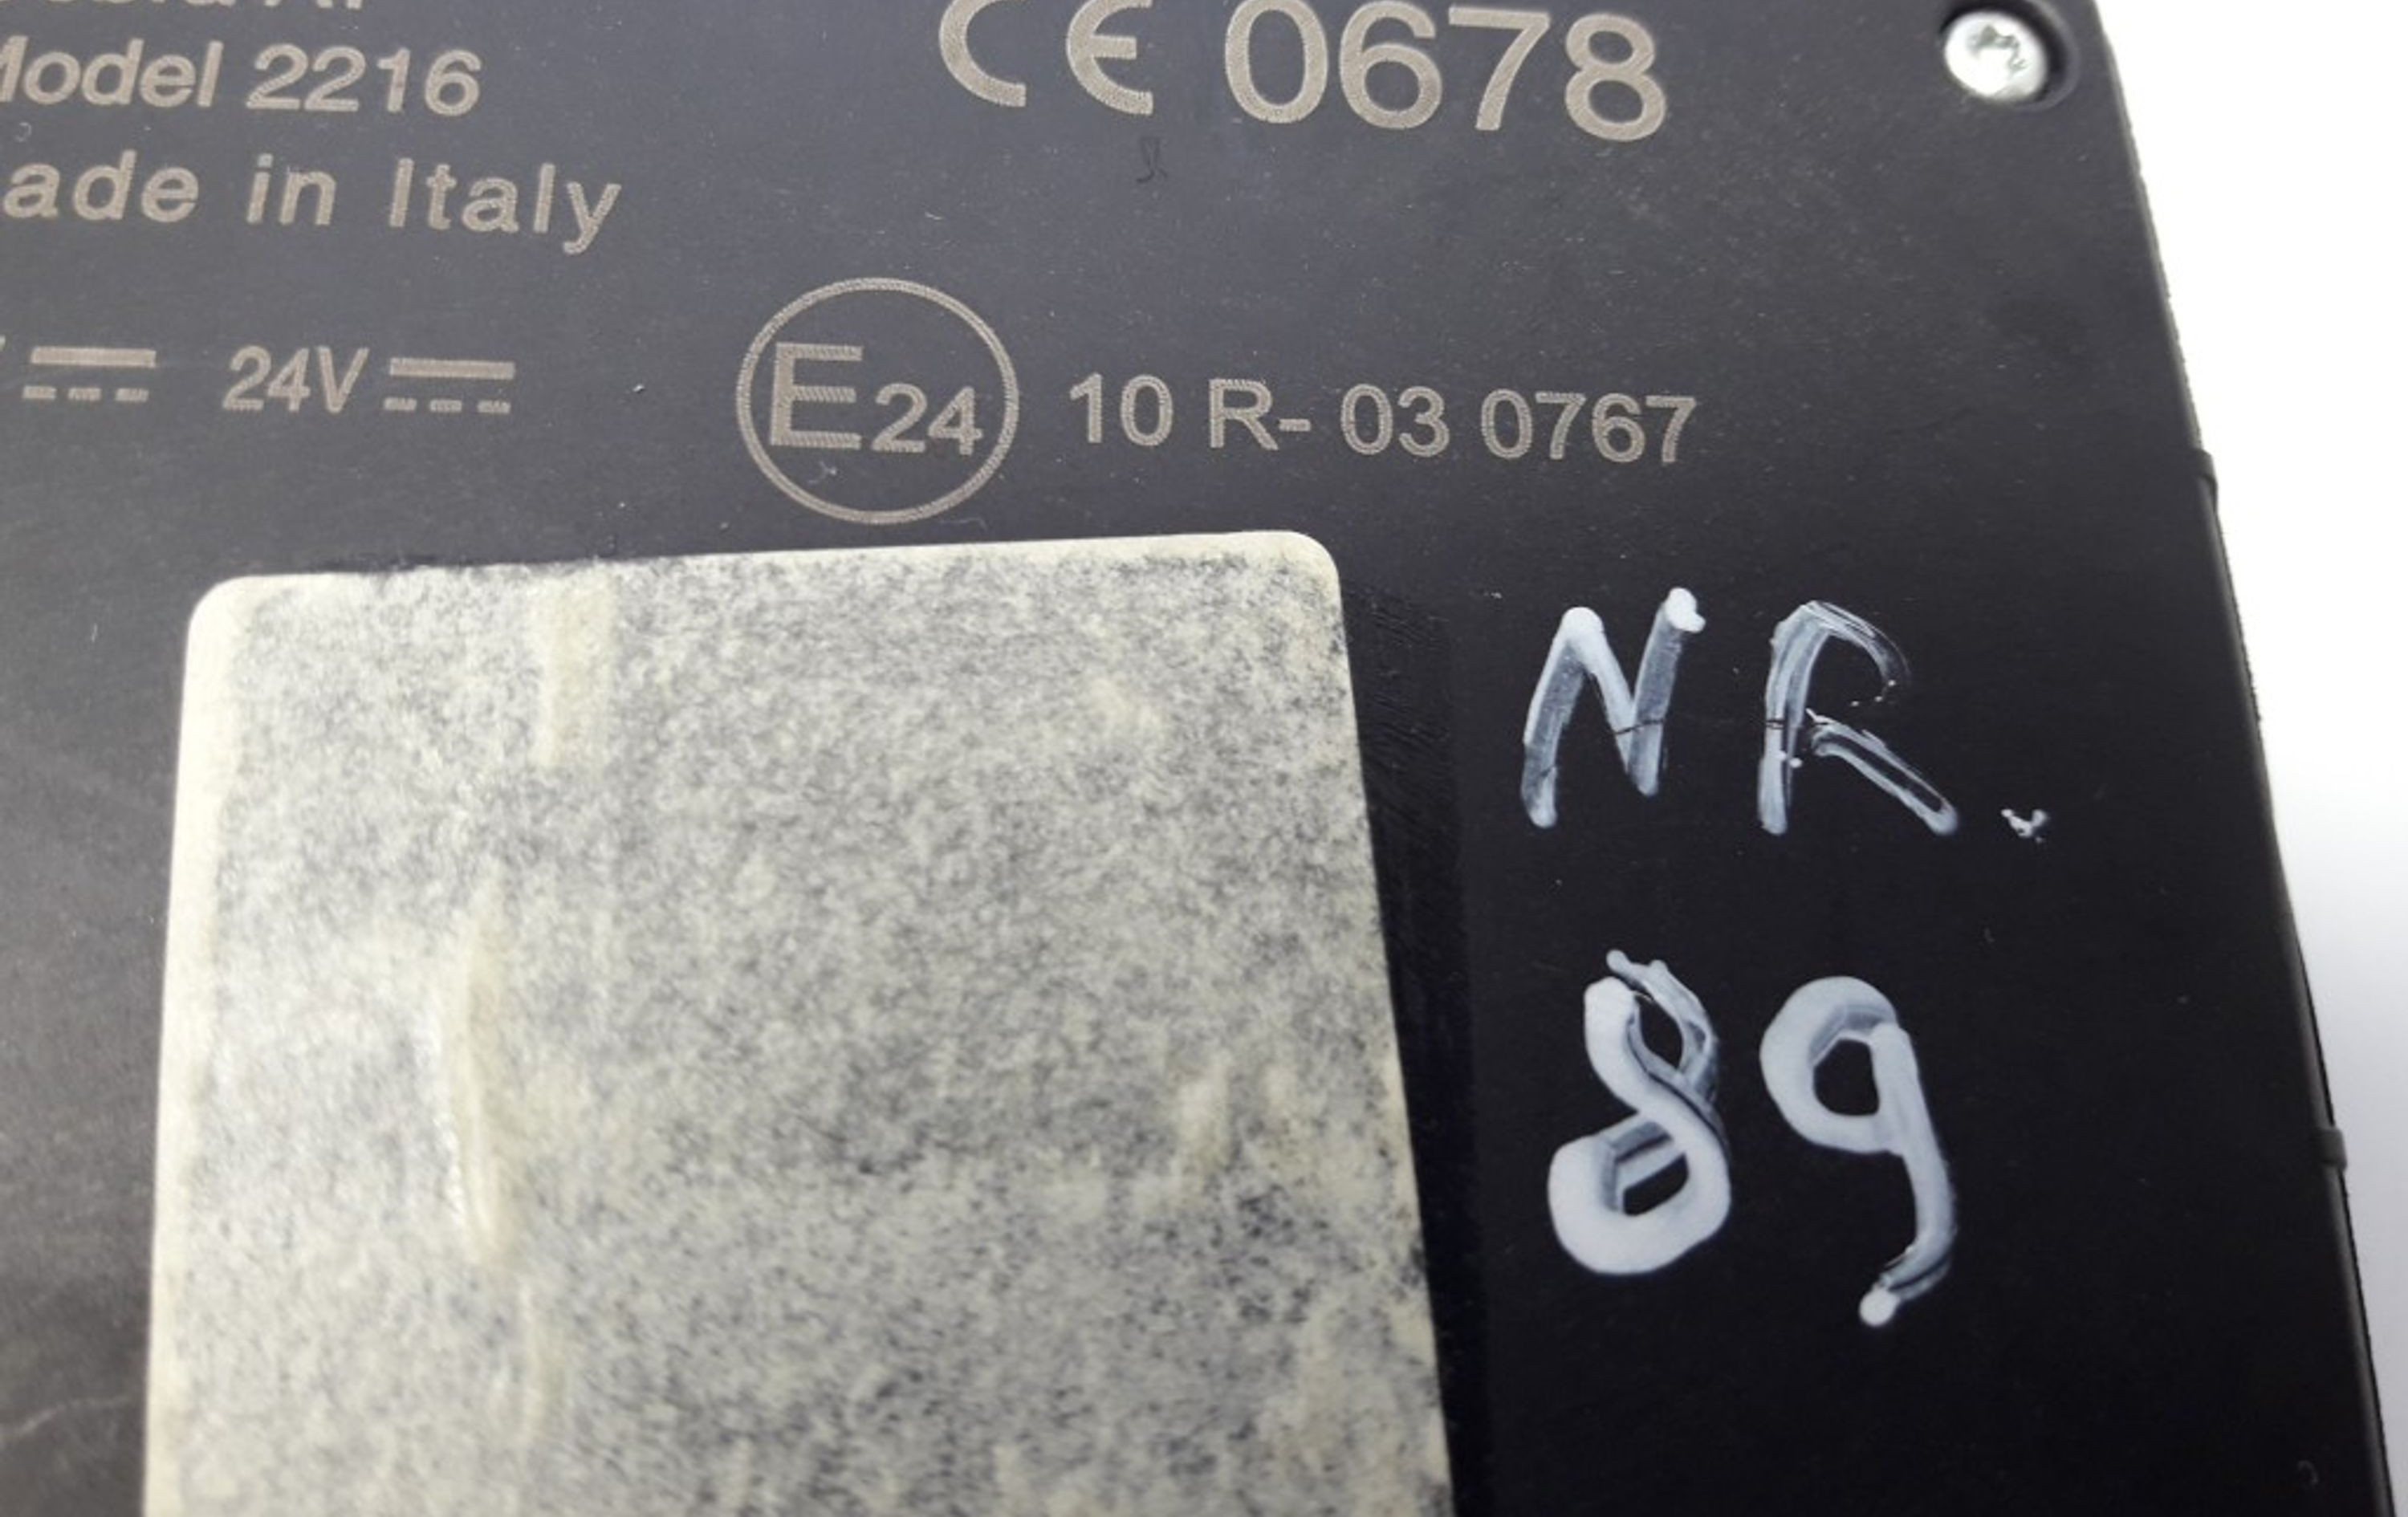 Model 2216
CE 0678
ade in Italy
24V
E24 10 R- 03 0767
NR.
89